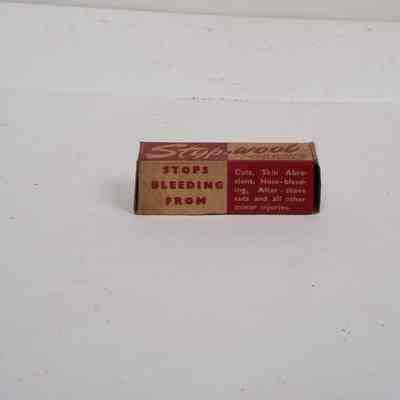 Stop-wool
STOPS
BLEEDING
FROM
Cuts, Skin Abra-
sions, Nose-bleed-
ing, After-shave
cuts and all other
minor injuries.